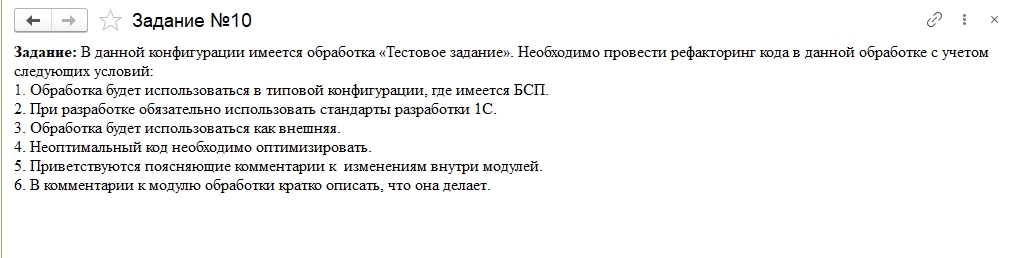 Задание №10
Задание: В данной конфигурации имеется обработка «Тестовое задание». Необходимо провести рефакторинг кода в данной обработке с учетом
следующих условий:
1. Обработка будет использоваться в типовой конфигурации, где имеется БСП.
2. При разработке обязательно использовать стандарты разработки 1С.
3. Обработка будет использоваться как внешняя.
4. Неоптимальный код необходимо оптимизировать.
5. Приветствуются поясняющие комментарии к  изменениям внутри модулей.
6. В комментарии к модулю обработки кратко описать, что она делает.